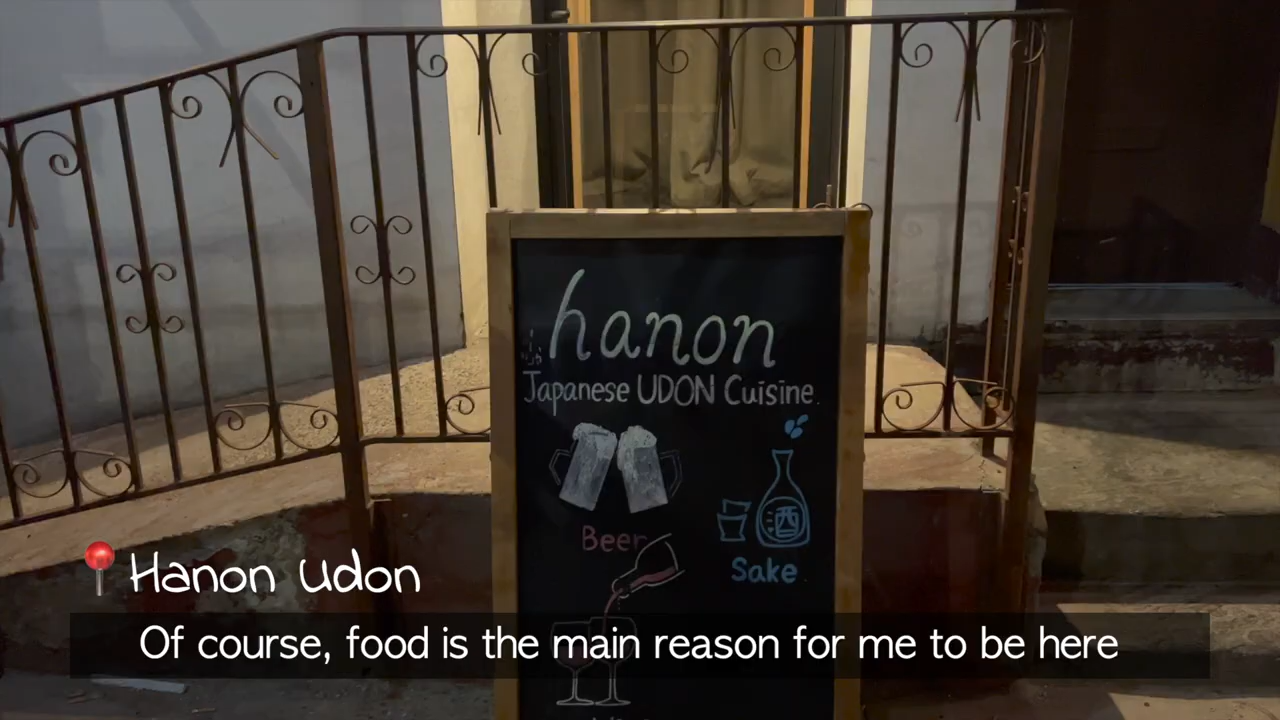 hanon
Japanese UDON Cuisine.
Beer
酒
Sake
Hanon Udon
Of course, food is the main reason for me to be here